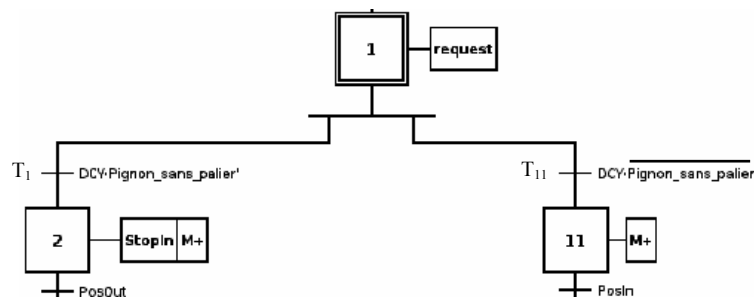 1
request
T1
DCY·Pignon_sans_palier'
T11
DCY·Pignon_sans_palier
2
StopIn
M+
11
M+
PosOut
PosIn